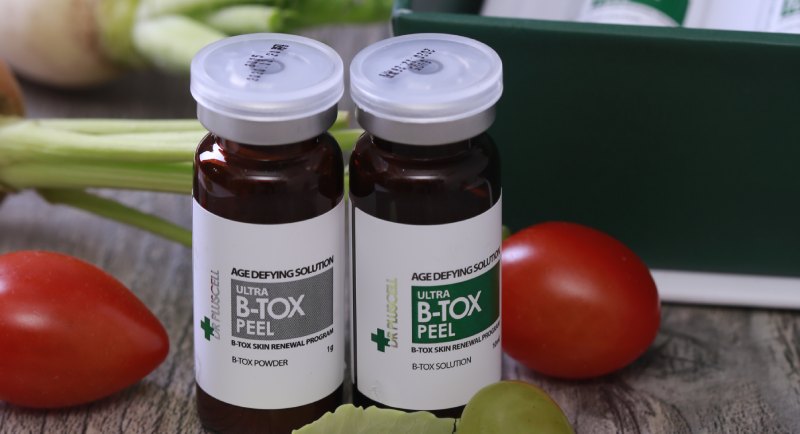 DR PLUSCELL
AGE DEFYING SOLUTION
ULTRA
B-TOX
PEEL
B-TOX SKIN RENEWAL PROGRAM
1g
B-TOX POWDER
DR PLUSCELL
AGE DEFYING SOLUTION
ULTRA
B-TOX
PEEL
B-TOX SKIN RENEWAL PROGRAM
B-TOX SOLUTION